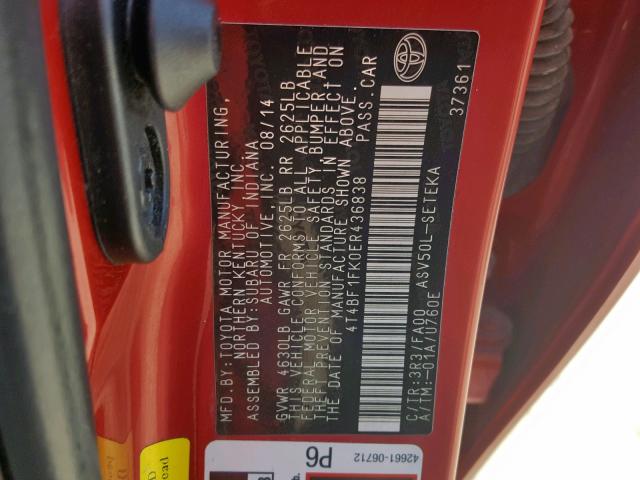 MFD.BY:TOYOTA MOTOR MANUFACTURING,
NORTHERN KENTUCKY, INC.
ASSEMBLED BY:SUBARU OF INDIANA
AUTOMOTIVE,INC. 08/14
GVWR 4630LB GAWR FR 2625LB RR 2625LB
THIS VEHICLE CONFORMS TO ALL APPLICABLE
FEDERAL MOTOR VEHICLE SAFETY, BUMPER,AND
THEFT PREVENTION STANDARDS IN EFFECT ON
THE DATE OF MANUFACTURE SHOWN ABOVE.
4T4BF1FK0ER436838 PASS.CAR
C/TR:3R3/FA00 ASV50L-SETEKA
A/TM:-01A/0760E
37361
P6
42661-06712